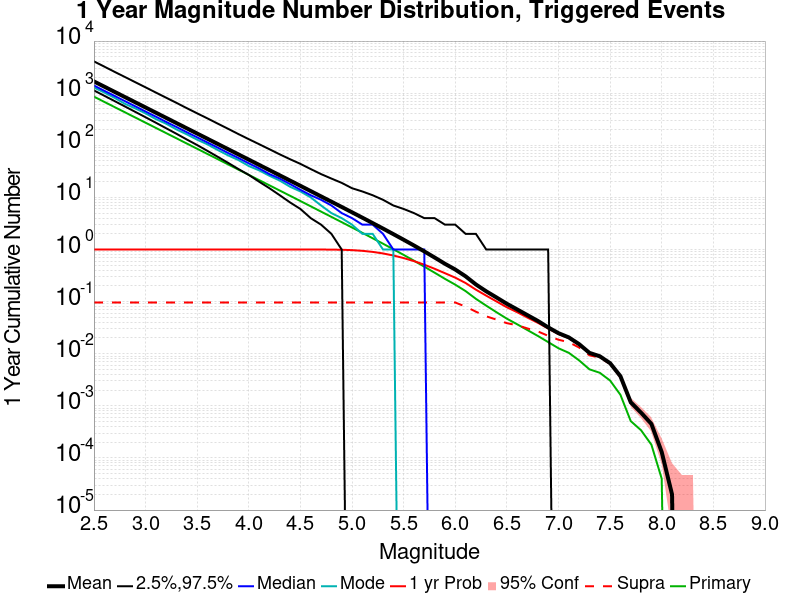 1 Year Magnitude Number Distribution, Triggered Events
1 Year Cumulative Number
10^4
10^3
10^2
10^1
10^0
10^-1
10^-2
10^-3
10^-4
10^-5
2.5 3.0 3.5 4.0 4.5 5.0 5.5 6.0 6.5 7.0 7.5 8.0 8.5 9.0
Magnitude
Mean 2.5%,97.5% Median Mode 1 yr Prob 95% Conf Supra Primary